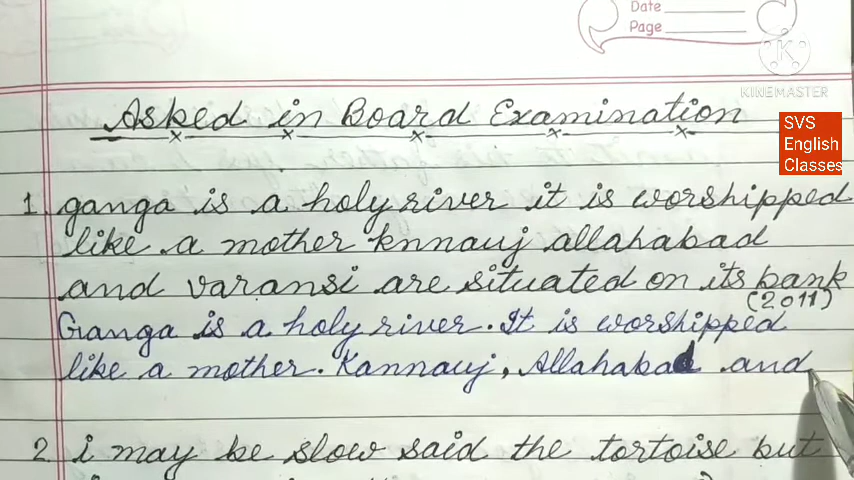 Date
Page
KINEMASTER
Asked in Board Examination
SVS
English
Classes
1. ganga is a holy river it is worshipped
like a mother knnauj allahabad
and varansi are situated on its bank
(2011)
Ganga is a holy river. It is worshipped
like a mother. Kannauj, Allahabad and
2. i may be slow said the tortoise but